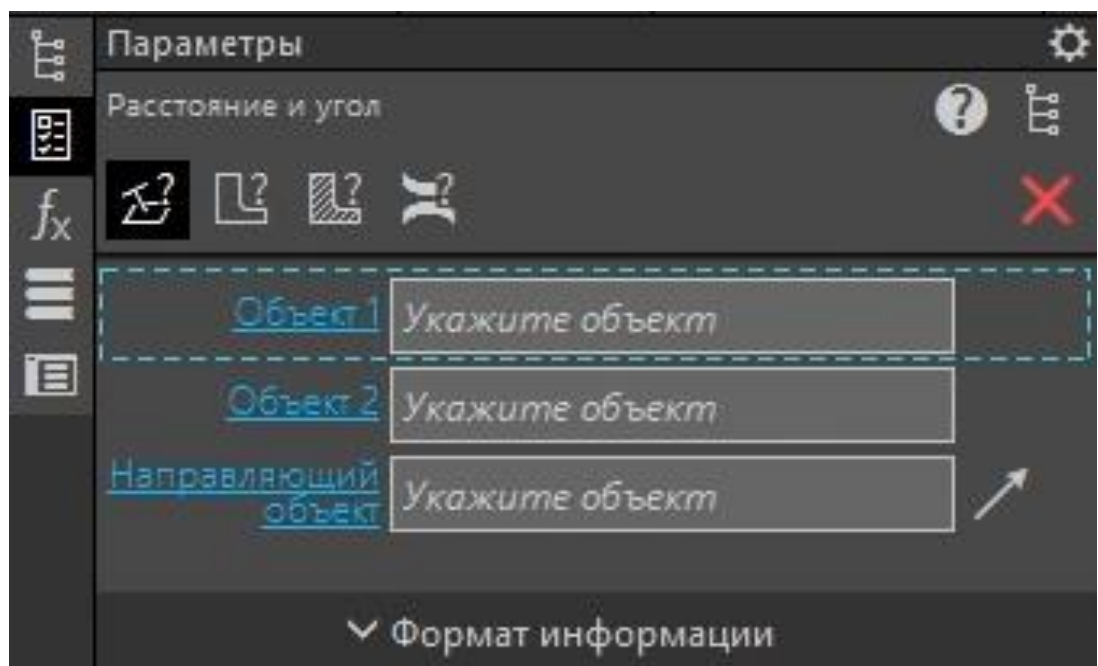 Параметры
Расстояние и угол
Объект 1 Укажите объект
Объект 2 Укажите объект
Направляющий
объект Укажите объект
Формат информации